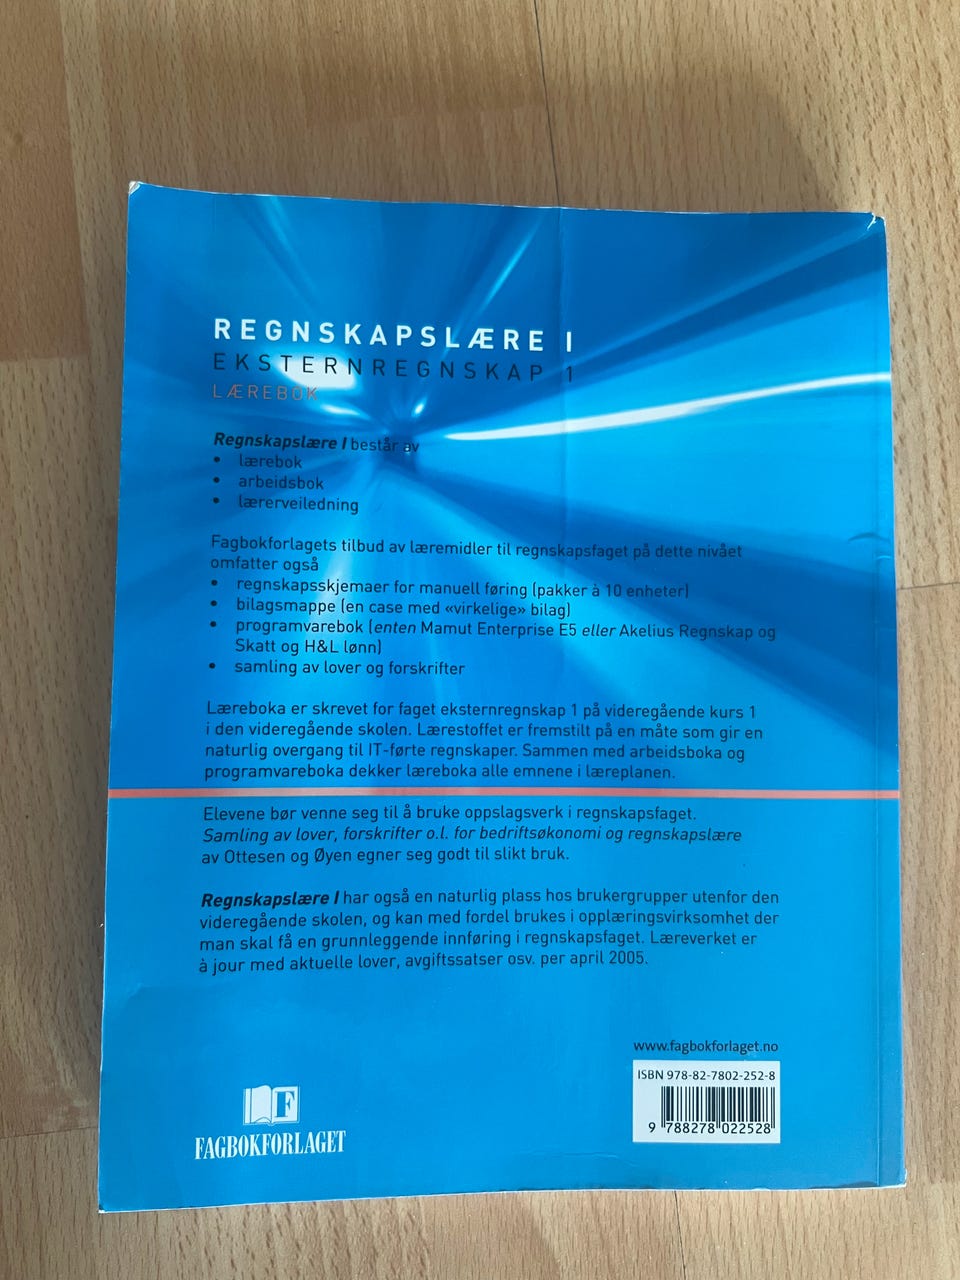 REGNSKAPSLÆRE I
EKSTERNREGNSKAP 1
LÆREBOK
Regnskapslære I består av
• lærebok
• arbeidsbok
• lærerveiledning
Fagbokforlagets tilbud av læremidler til regnskapsfaget på dette nivået
omfatter også
• regnskapsskjemaer for manuell føring (pakker à 10 enheter)
• bilagsmappe (en case med «virkelige» bilag)
• programvarebok (enten Mamut Enterprise E5 eller Akelius Regnskap og
Skatt og H&L lønn)
• samling av lover og forskrifter
Læreboka er skrevet for faget eksternregnskap 1 på videregående kurs 1
i den videregående skolen. Lærestoffet er fremstilt på en måte som gir en
naturlig overgang til IT-førte regnskaper. Sammen med arbeidsboka og
programvareboka dekker læreboka alle emnene i læreplanen.
Elevene bør venne seg til å bruke oppslagsverk i regnskapsfaget.
Samling av lover, forskrifter o.l. for bedriftsøkonomi og regnskapslære
av Ottesen og Øyen egner seg godt til slikt bruk.
Regnskapslære I har også en naturlig plass hos brukergrupper utenfor den
videregående skolen, og kan med fordel brukes i opplæringsvirksomhet der
man skal få en grunnleggende innføring i regnskapsfaget. Læreverket er
à jour med aktuelle lover, avgiftssatser osv. per april 2005.
www.fagbokforlaget.no
ISBN 978-82-7802-252-8
9 788278 022528
F
FAGBOKFORLAGET